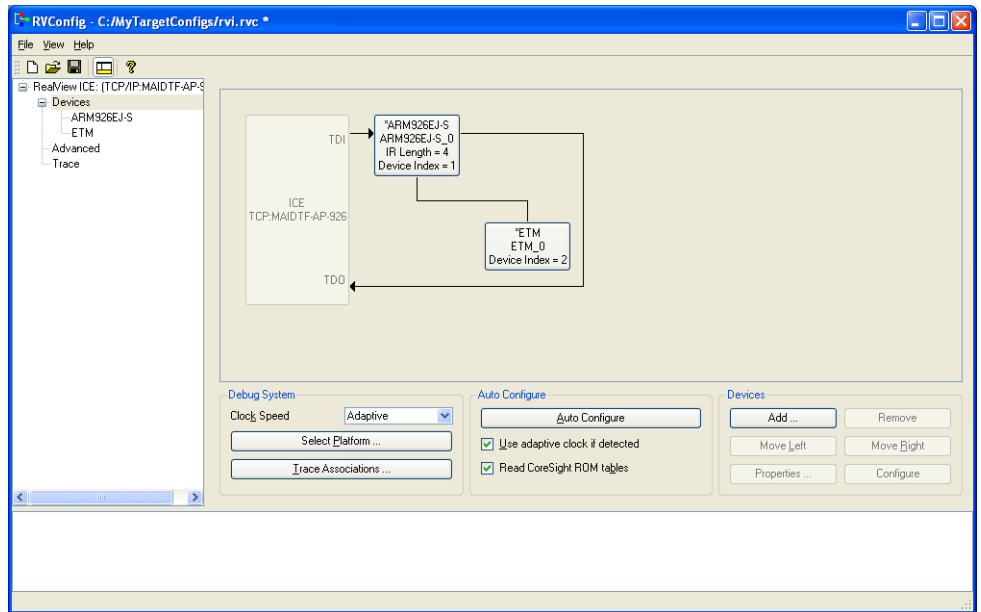 RVConfig - C:/MyTargetConfigs/rvi.rvc *
File View Help
RealView ICE: (TCP/IP:MAIDTF-AP-9
Devices
ARM926EJ-S
ETM
Advanced
Trace
TDI
*ARM926EJ-S
ARM926EJ-S_0
IR Length = 4
Device Index = 1
ICE
TCP:MAIDTF-AP-926
*ETM
ETM_0
Device Index = 2
TDO
Debug System
Clock Speed Adaptive
Select Platform ...
Trace Associations ...
Auto Configure
Auto Configure
Use adaptive clock if detected
Read CoreSight ROM tables
Devices
Add ... Remove
Move Left Move Right
Properties ... Configure